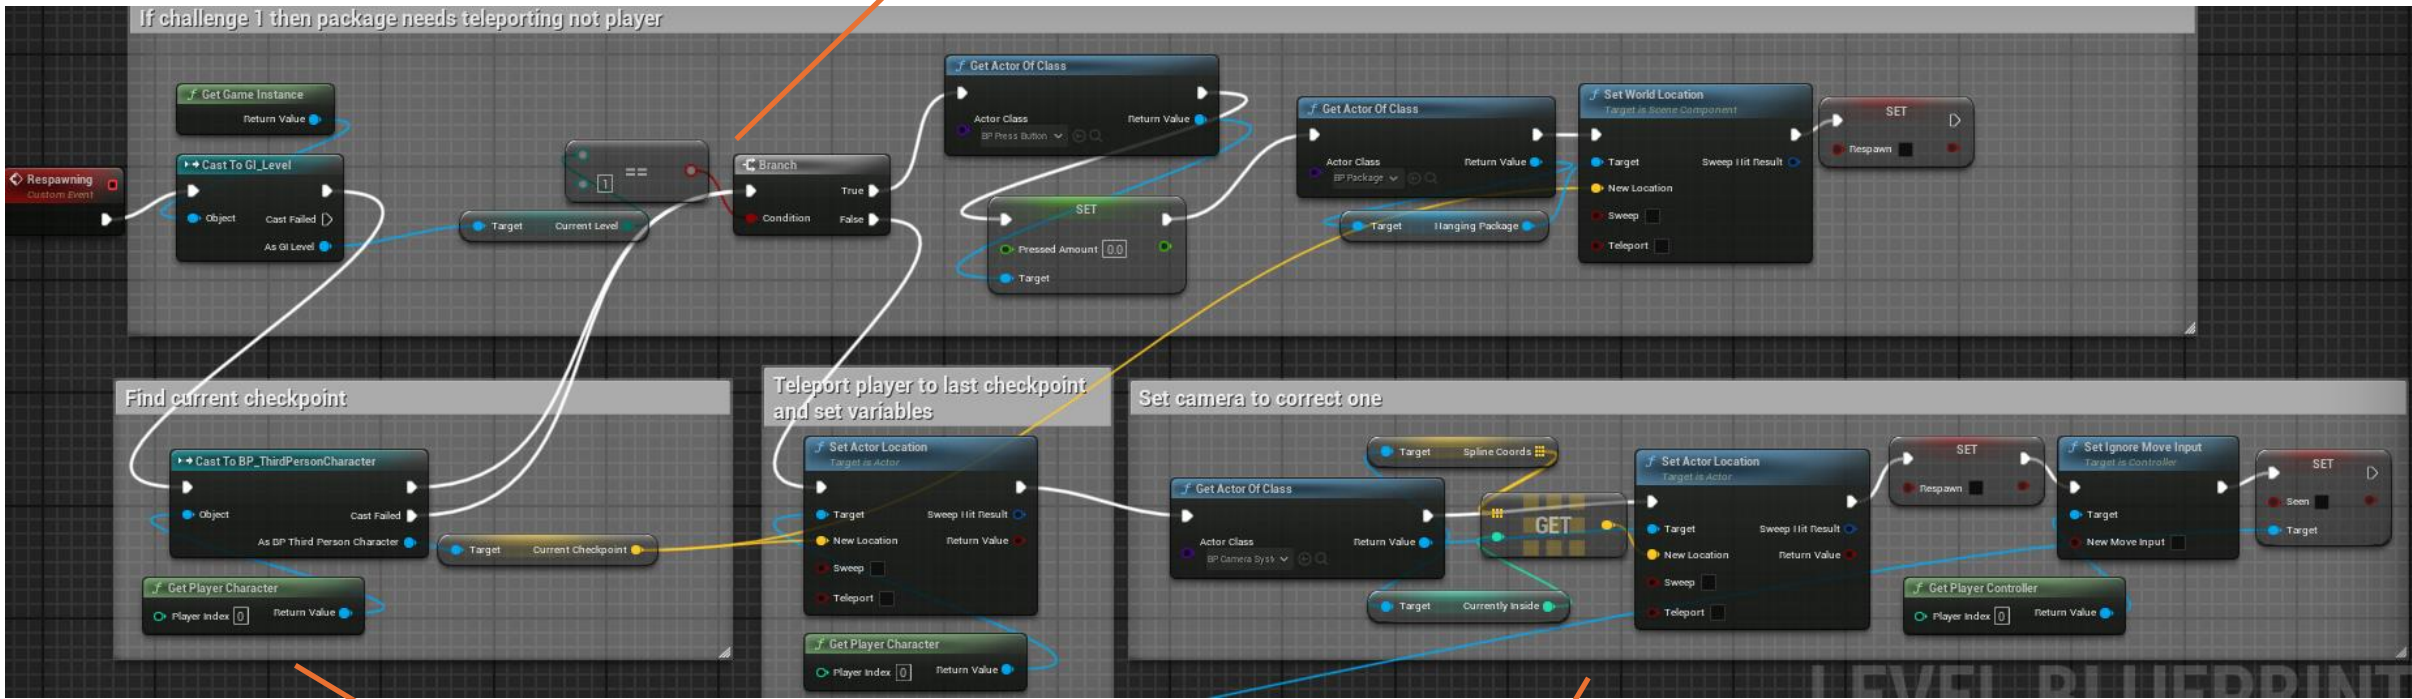 If challenge 1 then package needs teleporting not player
Get Actor Of Class
Actor Class
Return Value
BP Press Button
Get Game Instance
Return Value
Get Actor Of Class
Actor Class
Return Value
BP Package
Set World Location
Target is Scene Component
Target
Sweep Hit Result
New Location
Sweep
Teleport
SET
Respawn
Respawning
Custom Event
Cast To GI_Level
Object
Cast Failed
As GI Level
1
==
Target
Current Level
Branch
True
Condition
False
SET
Pressed Amount
0.0
Target
Target
Hanging Package
Find current checkpoint
Cast To BP_ThirdPersonCharacter
Object
Cast Failed
As BP Third Person Character
Target
Current Checkpoint
Get Player Character
Player Index
0
Return Value
Teleport player to last checkpoint
and set variables
Set Actor Location
Target is Actor
Target
Sweep Hit Result
New Location
Return Value
Sweep
Teleport
Get Player Character
Player Index
0
Return Value
Set camera to correct one
Target
Spline Coords
Get Actor Of Class
Actor Class
Return Value
BP Camera Syst
GET
Target
Currently Inside
Set Actor Location
Target is Actor
Target
Sweep Hit Result
New Location
Return Value
Sweep
Teleport
SET
Respawn
Set Ignore Move Input
Target is Controller
Target
New Move Input
SET
Seen
Target
Get Player Controller
Player Index
0
Return Value
LEVEL BLUEPRINT